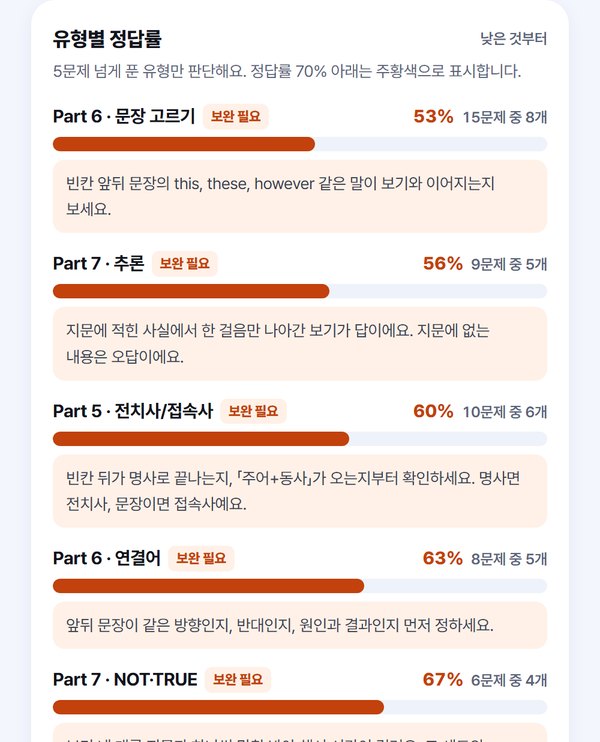 유형별 정답률
낮은 것부터
5문제 넘게 푼 유형만 판단해요. 정답률 70% 아래는 주황색으로 표시합니다.
Part 6 · 문장 고르기 보완 필요 53% 15문제 중 8개
빈칸 앞뒤 문장의 this, these, however 같은 말이 보기와 이어지는지
보세요.
Part 7 · 추론 보완 필요 56% 9문제 중 5개
지문에 적힌 사실에서 한 걸음만 나아간 보기가 답이에요. 지문에 없는
내용은 오답이에요.
Part 5 · 전치사/접속사 보완 필요 60% 10문제 중 6개
빈칸 뒤가 명사로 끝나는지, 「주어+동사」가 오는지부터 확인하세요. 명사면
전치사, 문장이면 접속사예요.
Part 6 · 연결어 보완 필요 63% 8문제 중 5개
앞뒤 문장이 같은 방향인지, 반대인지, 원인과 결과인지 먼저 정하세요.
Part 7 · NOT·TRUE 보완 필요 67% 6문제 중 4개